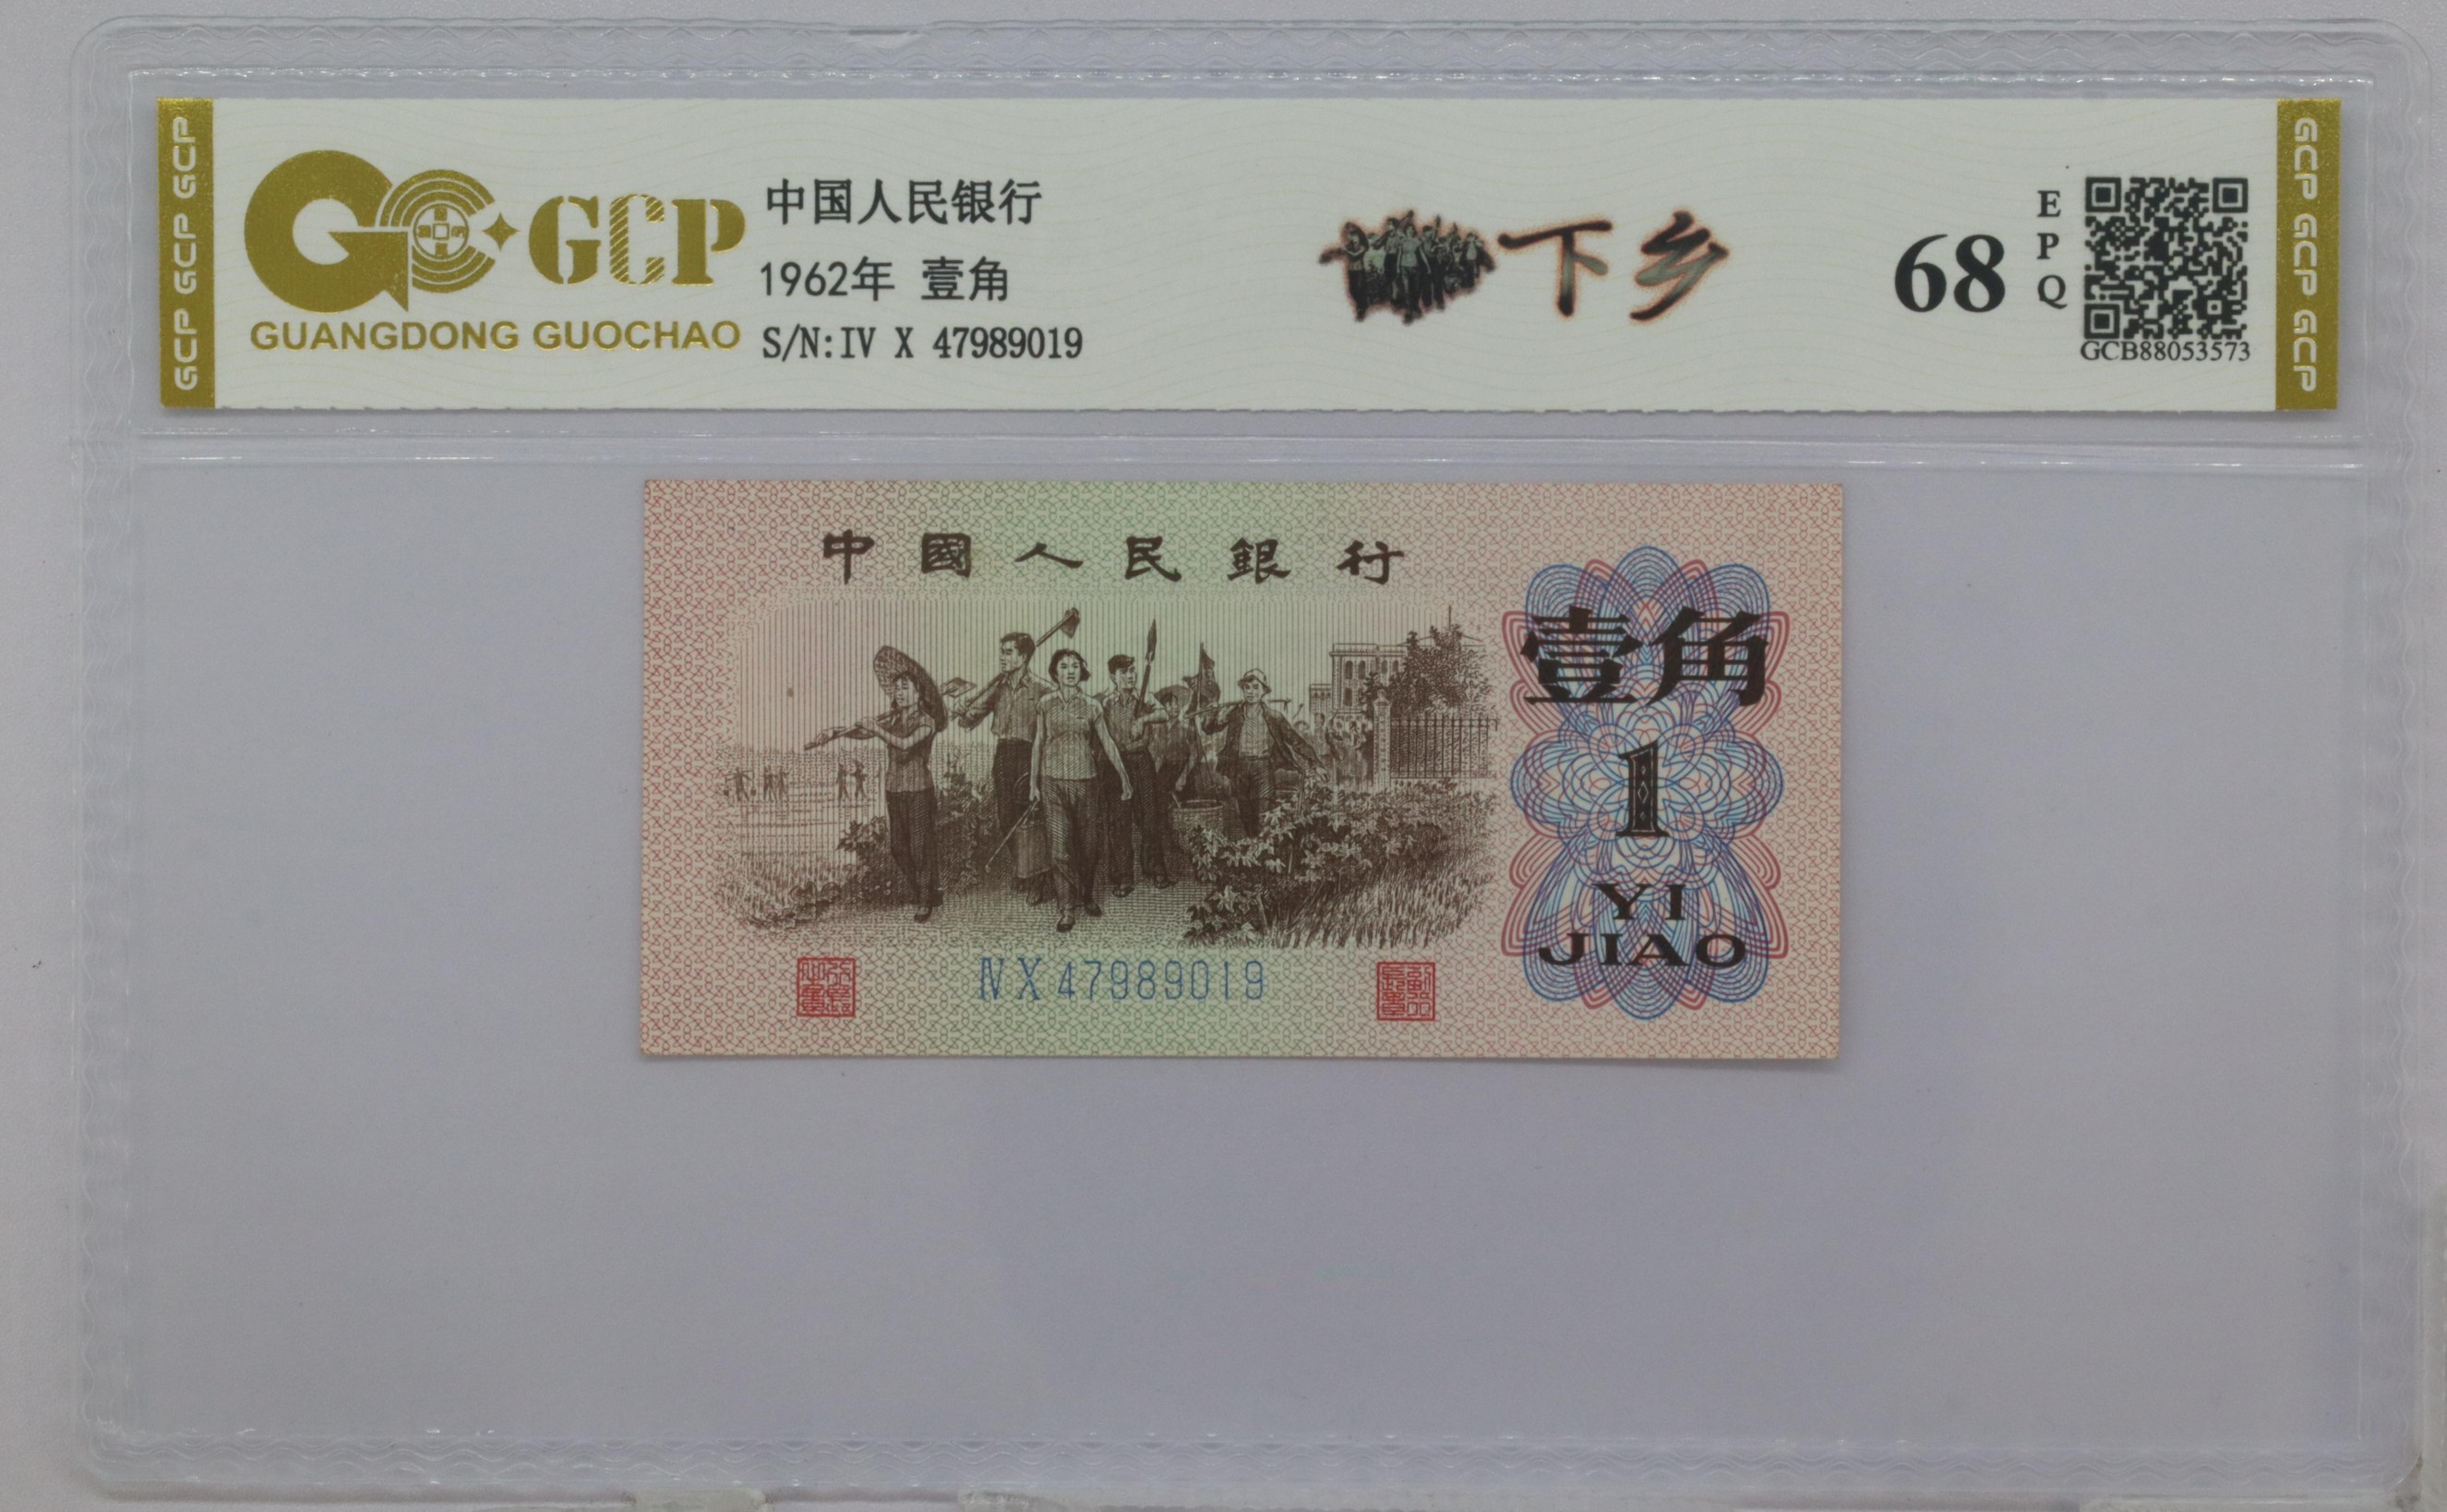 GCP GCP GCP
GCP
GUANGDONG GUOCHAO
中国人民银行
1962年 壹角
S/N:IV X 47989019
下乡
68
EPQ
GCB88053573
GCP GCP GCP
中國人民銀行
壹角
1
YI
JIAO
IV X 47989019